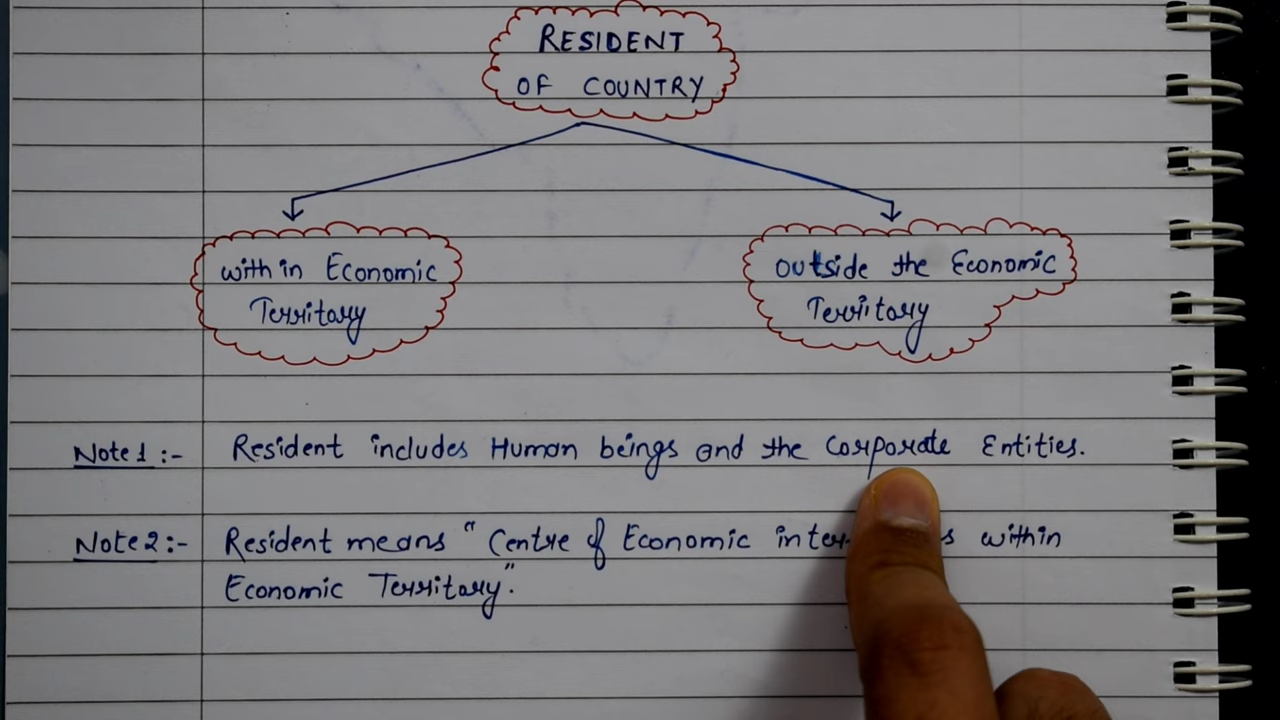 RESIDENT
OF COUNTRY
within Economic
Territory
outside the Economic
Territory
Note 1 :- Resident includes Human beings and the Corporate Entities.
Note 2 :- Resident means " Centre of Economic within
Economic Territory".